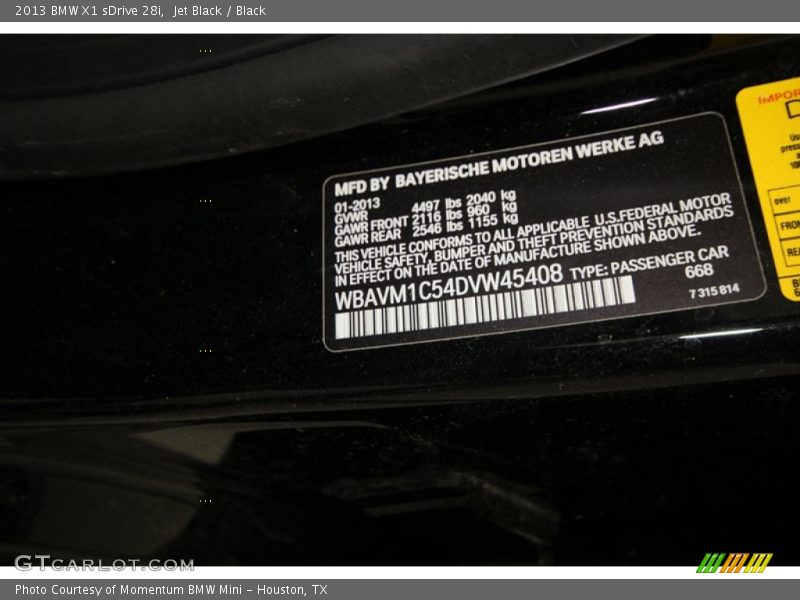 2013 BMW X1 sDrive 28i,  Jet Black / Black
MFD BY BAYERISCHE MOTOREN WERKE AG
01-2013
GVWR 4497 lbs 2040 kg
GAWR FRONT 2116 lbs 960 kg
GAWR REAR 2546 lbs 1155 kg
THIS VEHICLE CONFORMS TO ALL APPLICABLE U.S.FEDERAL MOTOR
VEHICLE SAFETY, BUMPER AND THEFT PREVENTION STANDARDS
IN EFFECT ON THE DATE OF MANUFACTURE SHOWN ABOVE.
WBAVM1C54DVW45408 TYPE: PASSENGER CAR
668
7 315 814
over
GTCARLOT.COM
Photo Courtesy of Momentum BMW Mini - Houston, TX